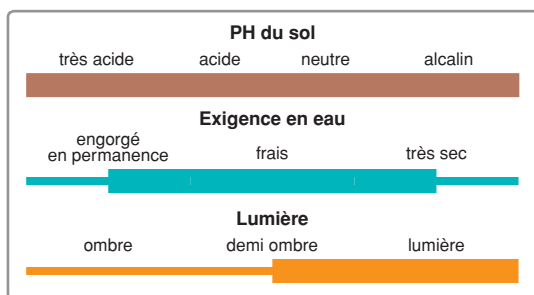 PH du sol
très acide acide neutre alcalin
Exigence en eau
engorgé
en permanence frais très sec
Lumière
ombre demi ombre lumière